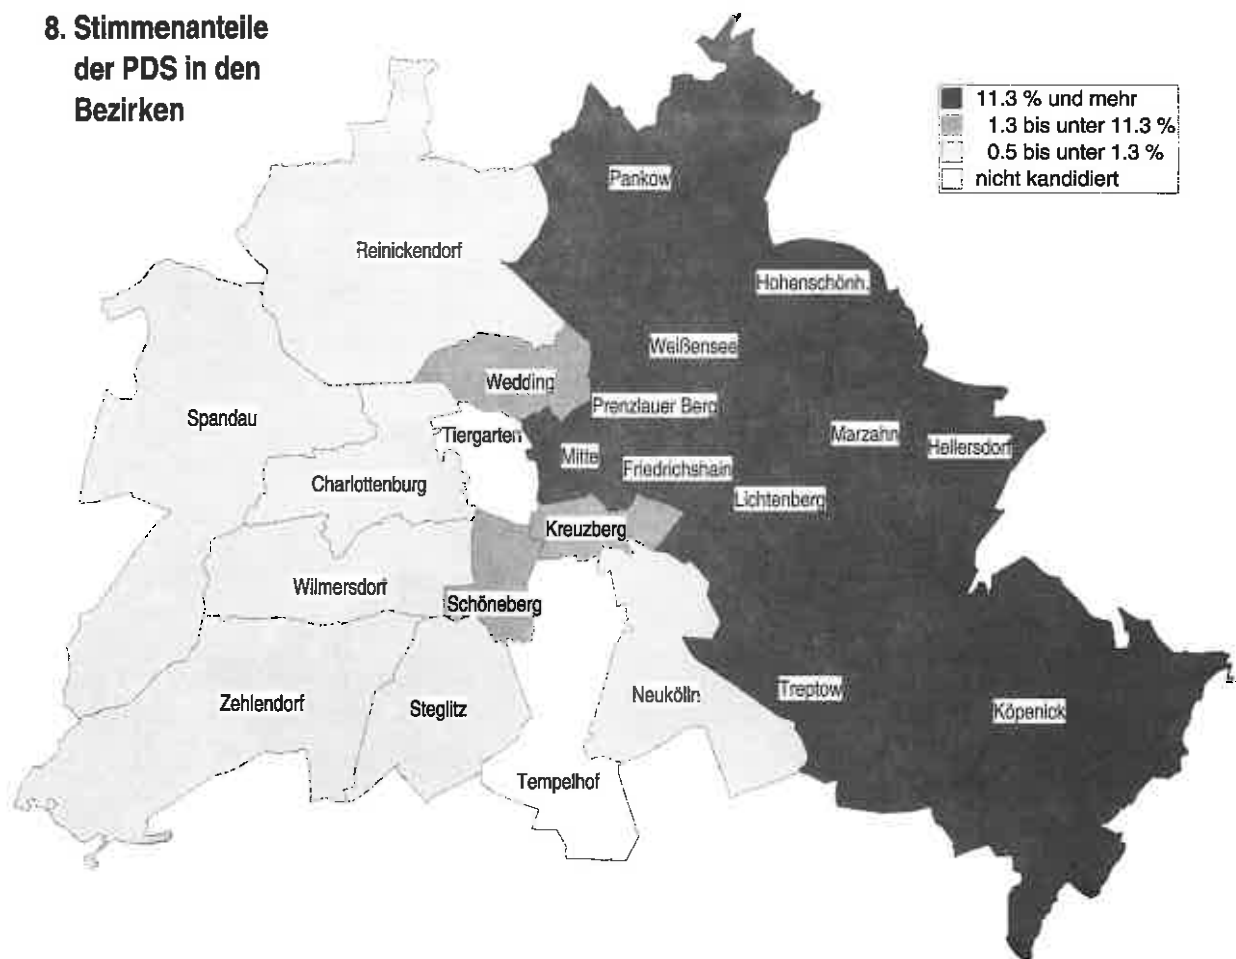 8. Stimmenanteile
der PDS in den
Bezirken
11.3 % und mehr
1.3 bis unter 11.3 %
0.5 bis unter 1.3 %
nicht kandidiert
Pankow
Reinickendorf
Hohenschönh.
Weißensee
Wedding
Prenzlauer Berg
Spandau
Tiergarten
Marzahn
Hellersdorf
Mitte
Friedrichshain
Charlottenburg
Lichtenberg
Kreuzberg
Wilmersdorf
Schöneberg
Zehlendorf
Steglitz
Neukölln
Treptow
Köpenick
Tempelhof